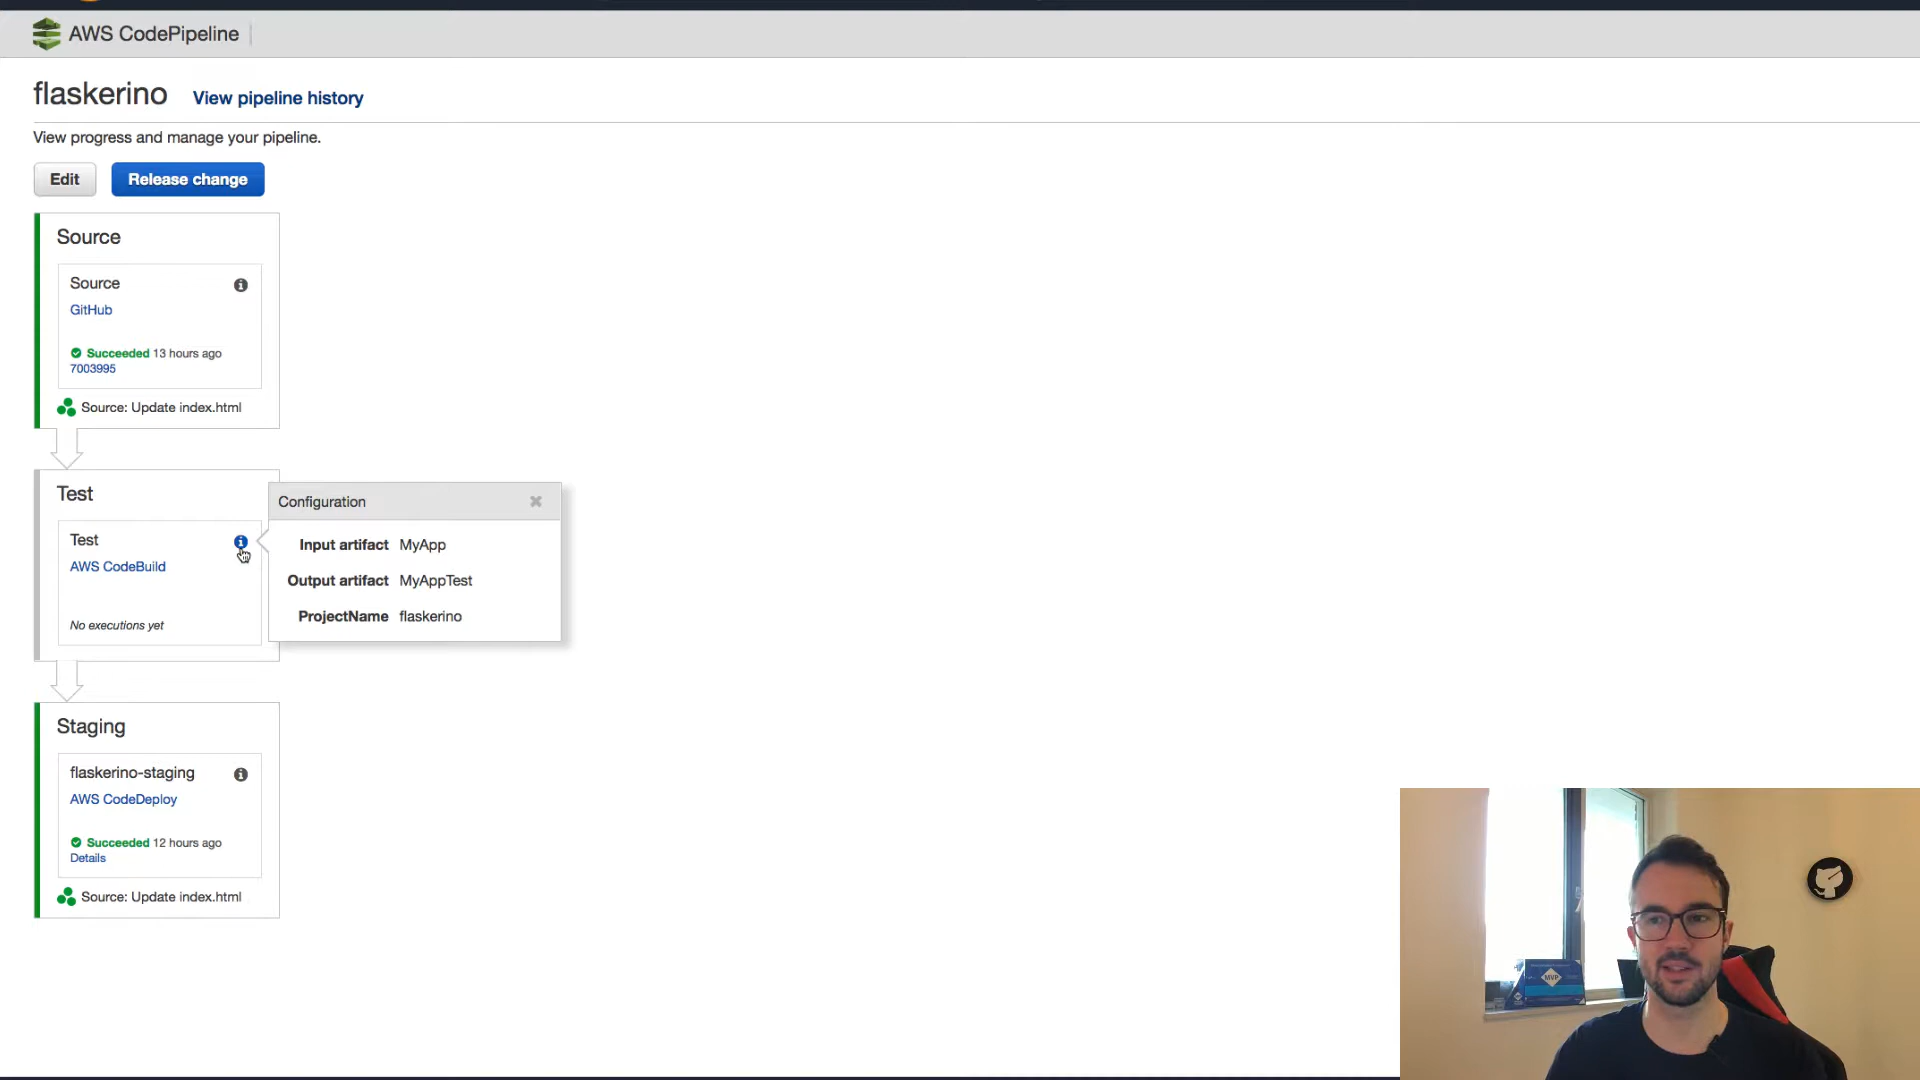 AWS CodePipeline
flaskerino View pipeline history
View progress and manage your pipeline.
Edit Release change
Source
Source
GitHub
Succeeded 13 hours ago
7003995
Source: Update index.html
Test
Test
AWS CodeBuild
No executions yet
Configuration
Input artifact MyApp
Output artifact MyAppTest
ProjectName flaskerino
Staging
flaskerino-staging
AWS CodeDeploy
Succeeded 12 hours ago
Details
Source: Update index.html
MVP